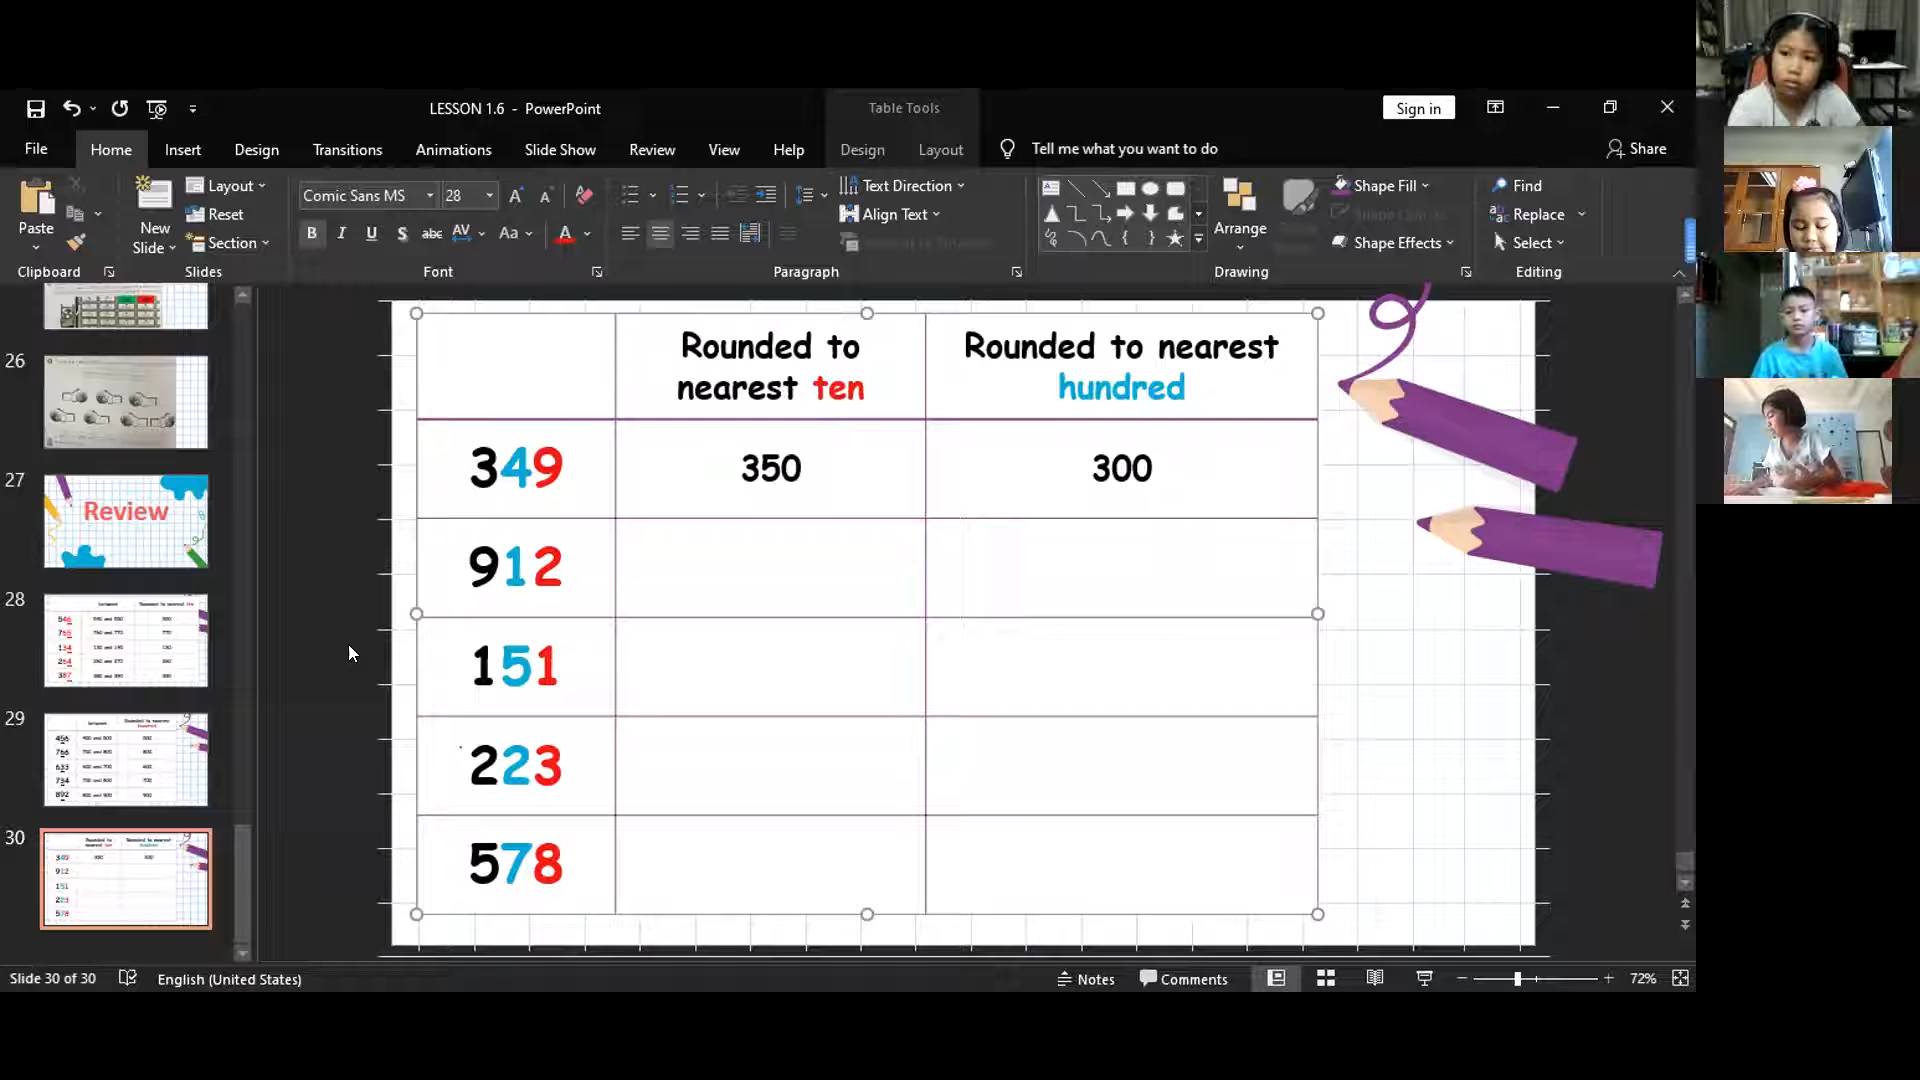 LESSON 1.6 - PowerPoint
Table Tools
Sign in
File
Home
Insert
Design
Transitions
Animations
Slide Show
Review
View
Help
Design
Layout
Tell me what you want to do
Share
Paste
New
Slide
Layout
Reset
Section
Comic Sans MS
28
B
I
U
S
abc
AV
Aa
A
Text Direction
Align Text
Arrange
Shape Fill
Shape Effects
Find
Replace
Select
Clipboard
Slides
Font
Paragraph
Drawing
Editing
26
27
Review
28
29
30
Rounded to
nearest ten
Rounded to nearest
hundred
349 350 300
912
151
223
578
Slide 30 of 30
English (United States)
Notes
Comments
72%